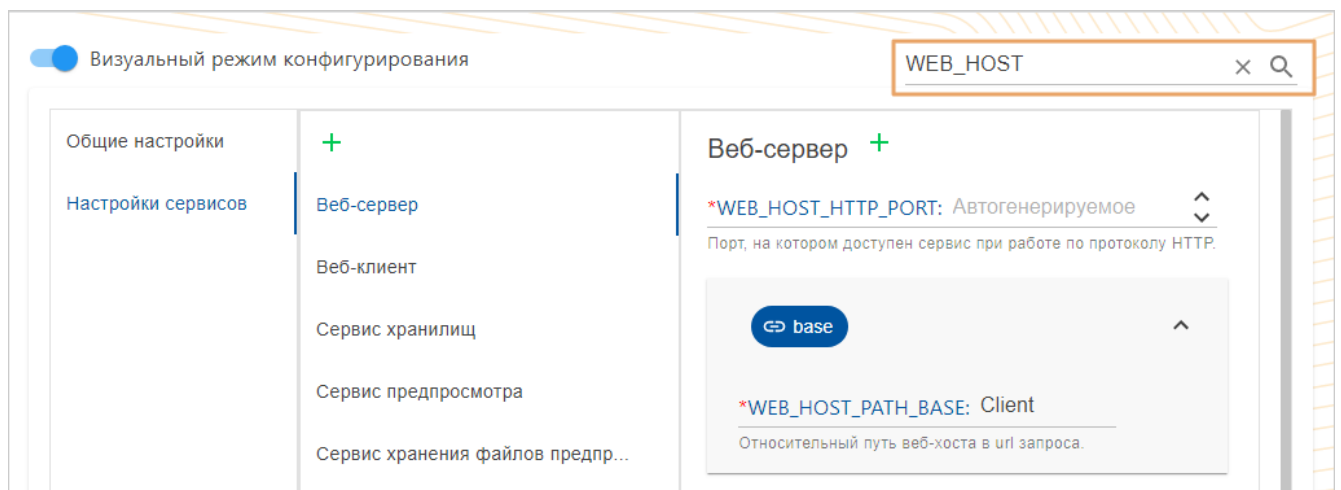 Визуальный режим конфигурирования
WEB_HOST
Общие настройки
Настройки сервисов
Веб-сервер
Веб-клиент
Сервис хранилищ
Сервис предпросмотра
Сервис хранения файлов предпр...
Веб-сервер
*WEB_HOST_HTTP_PORT: Автогенерируемое
Порт, на котором доступен сервис при работе по протоколу HTTP.
base
*WEB_HOST_PATH_BASE: Client
Относительный путь веб-хоста в url запроса.